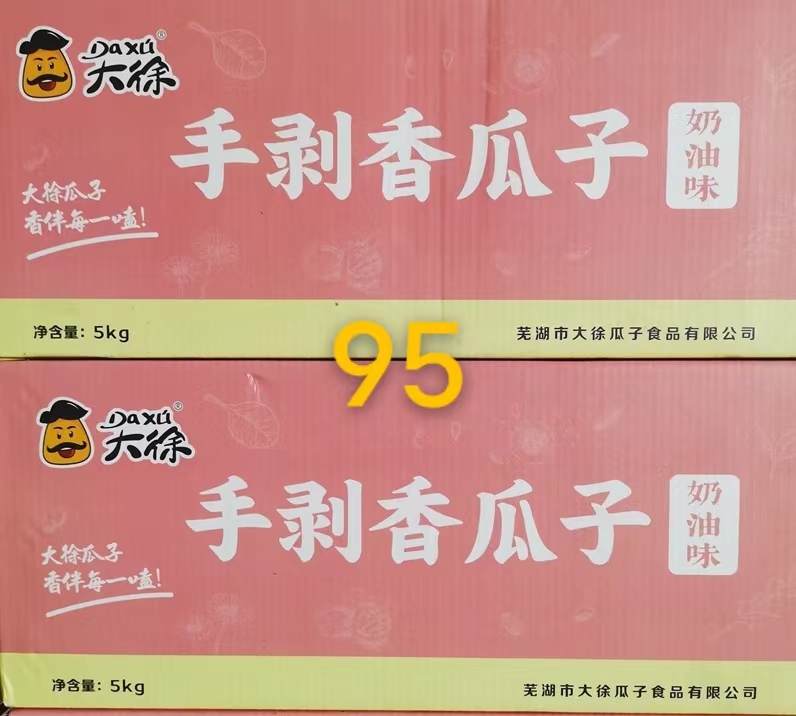 Daxú®
大徐
手剥香瓜子
奶油味
大徐瓜子
香伴每一嗑!
净含量: 5kg
芜湖市大徐瓜子食品有限公司
95
Daxú®
大徐
手剥香瓜子
奶油味
大徐瓜子
香伴每一嗑!
净含量: 5kg
芜湖市大徐瓜子食品有限公司